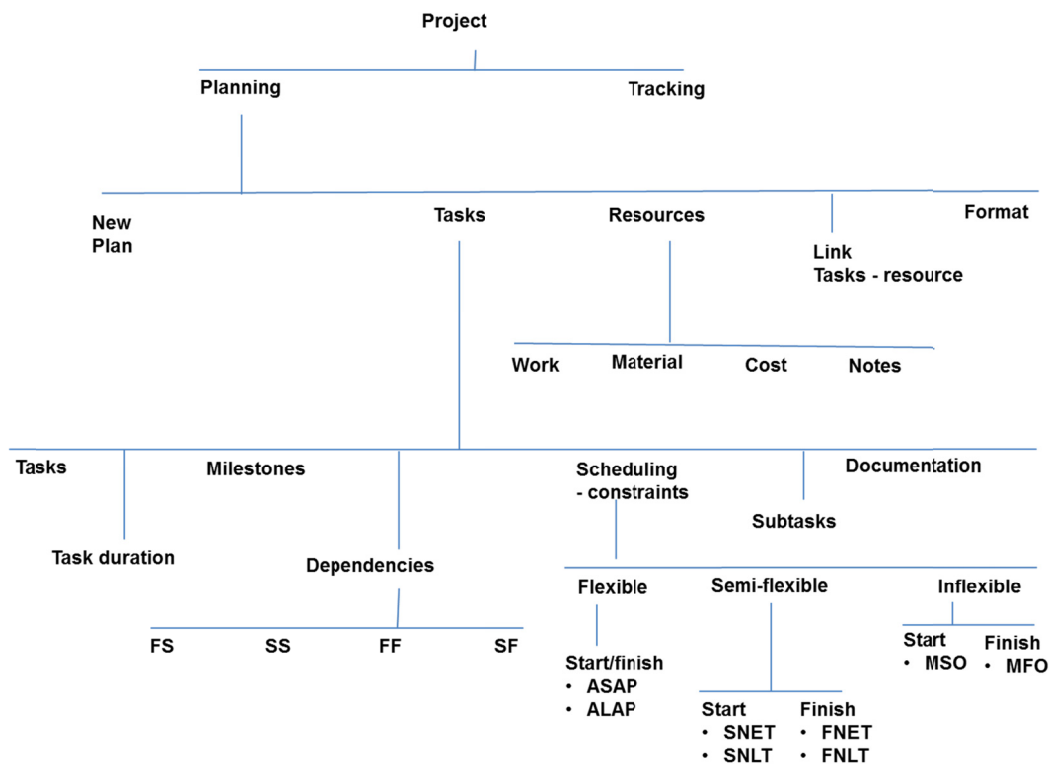 Project
Planning
Tracking
New
Plan
Tasks
Resources
Link
Tasks - resource
Format
Work
Material
Cost
Notes
Tasks
Milestones
Scheduling
- constraints
Documentation
Task duration
Dependencies
Subtasks
FS
SS
FF
SF
Flexible
Semi-flexible
Inflexible
Start/finish
• ASAP
• ALAP
Start
• SNET
• SNLT
Finish
• FNET
• FNLT
Start
• MSO
Finish
• MFO